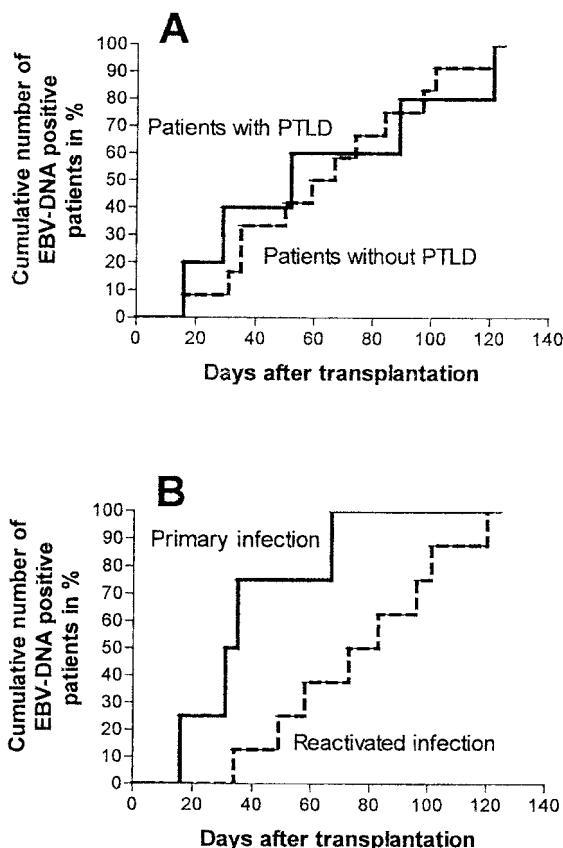 A
Cumulative number of
EBV-DNA positive
patients in %
100
90
80
70
60
50
40
30
20
10
0
Patients with PTLD
Patients without PTLD
0 20 40 60 80 100 120 140
Days after transplantation
B
Cumulative number of
EBV-DNA positive
patients in %
100
90
80
70
60
50
40
30
20
10
0
Primary infection
Reactivated infection
0 20 40 60 80 100 120 140
Days after transplantation